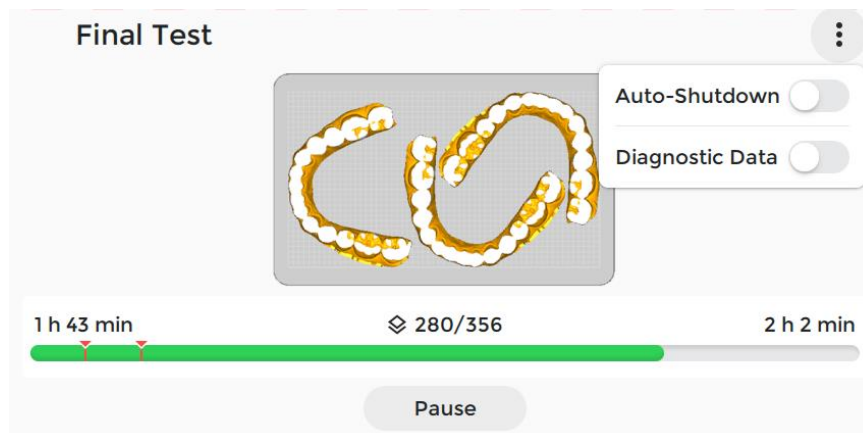 Final Test
Auto-Shutdown
Diagnostic Data
1 h 43 min
280/356
2 h 2 min
Pause